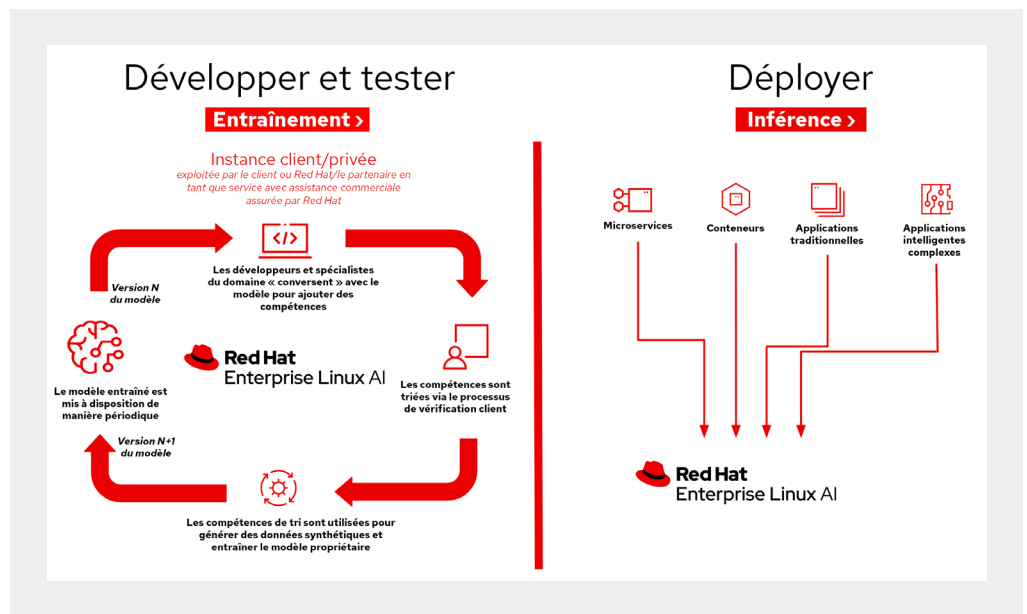 Développer et tester
Entraînement ›
Instance client/privée
exploitée par le client ou Red Hat/le partenaire en
tant que service avec assistance commerciale
assurée par Red Hat
</>
Les développeurs et spécialistes
du domaine « conversent » avec le
modèle pour ajouter des
compétences
Version N
du modèle
Red Hat
Enterprise Linux AI
Les compétences sont
triées via le processus
de vérification client
Le modèle entraîné est
mis à disposition de
manière périodique
Version N+1
du modèle
Les compétences de tri sont utilisées pour
générer des données synthétiques et
entraîner le modèle propriétaire
Déployer
Inférence ›
Microservices
Conteneurs
Applications
traditionnelles
Applications
intelligentes
complexes
Red Hat
Enterprise Linux AI